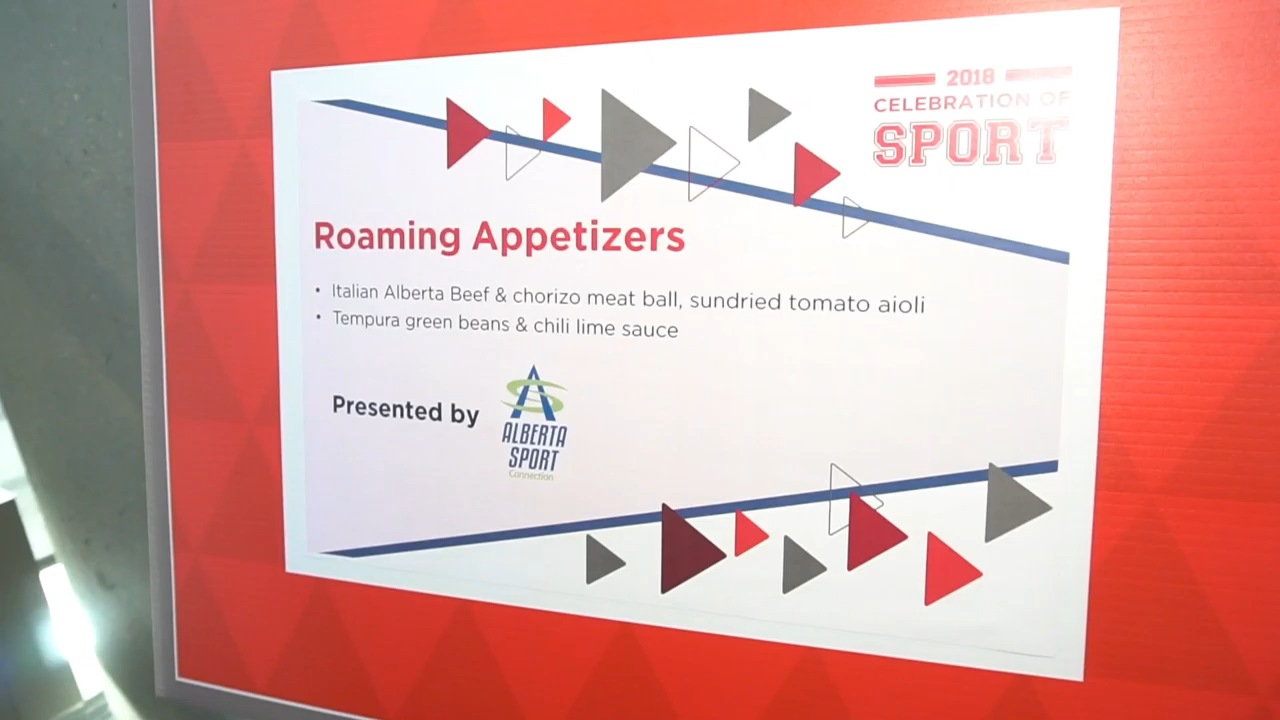 2018
CELEBRATION OF
SPORT
Roaming Appetizers
• Italian Alberta Beef & chorizo meat ball, sundried tomato aioli
• Tempura green beans & chili lime sauce
Presented by
ALBERTA
SPORT
Connection